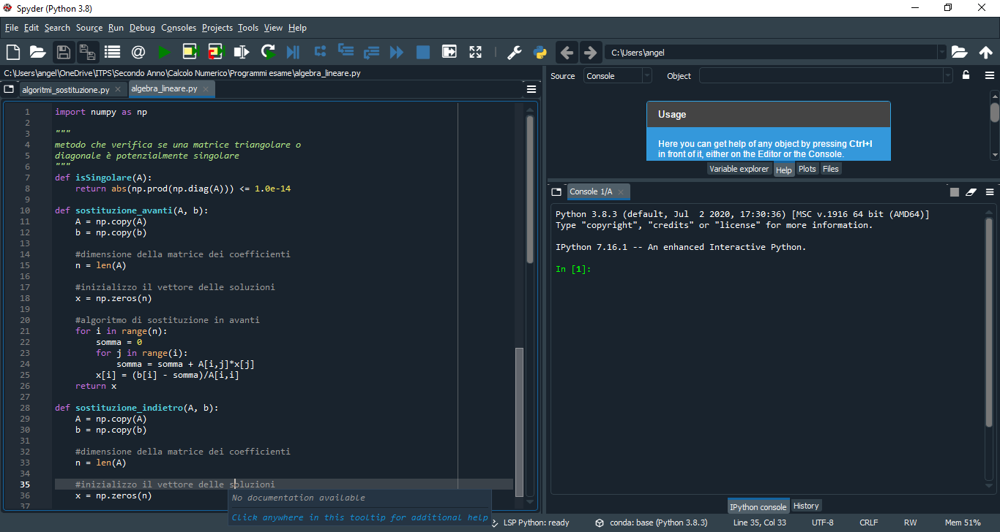 Spyder (Python 3.8)
File Edit Search Source Run Debug Consoles Projects Tools View Help
C:\Users\angel
C:\Users\angel\OneDrive\ITPS\Secondo Anno\Calcolo Numerico\Programmi esame\algebra_lineare.py
algoritmi_sostituzione.py
algebra_lineare.py
1 import numpy as np
2
3 """
4 metodo che verifica se una matrice triangolare o
5 diagonale è potenzialmente singolare
6 """
7 def isSingolare(A):
8 return abs(np.prod(np.diag(A))) <= 1.0e-14
9
10 def sostituzione_avanti(A, b):
11 A = np.copy(A)
12 b = np.copy(b)
13
14 #dimensione della matrice dei coefficienti
15 n = len(A)
16
17 #inizializzo il vettore delle soluzioni
18 x = np.zeros(n)
19
20 #algoritmo di sostituzione in avanti
21 for i in range(n):
22 somma = 0
23 for j in range(i):
24 somma = somma + A[i,j]*x[j]
25 x[i] = (b[i] - somma)/A[i,i]
26 return x
27
28 def sostituzione_indietro(A, b):
29 A = np.copy(A)
30 b = np.copy(b)
31
32 #dimensione della matrice dei coefficienti
33 n = len(A)
34
35 #inizializzo il vettore delle soluzioni
36 x = np.zeros(n)
37
No documentation available
Click anywhere in this tooltip for additional help
Source Console Object
Usage
Here you can get help of any object by pressing Ctrl+I
in front of it, either on the Editor or the Console.
Variable explorer Help Plots Files
Console 1/A
Python 3.8.3 (default, Jul 2 2020, 17:30:36) [MSC v.1916 64 bit (AMD64)]
Type "copyright", "credits" or "license" for more information.
IPython 7.16.1 -- An enhanced Interactive Python.
In [1]:
IPython console History
LSP Python: ready conda: base (Python 3.8.3) Line 35, Col 33 UTF-8 CRLF RW Mem 51%